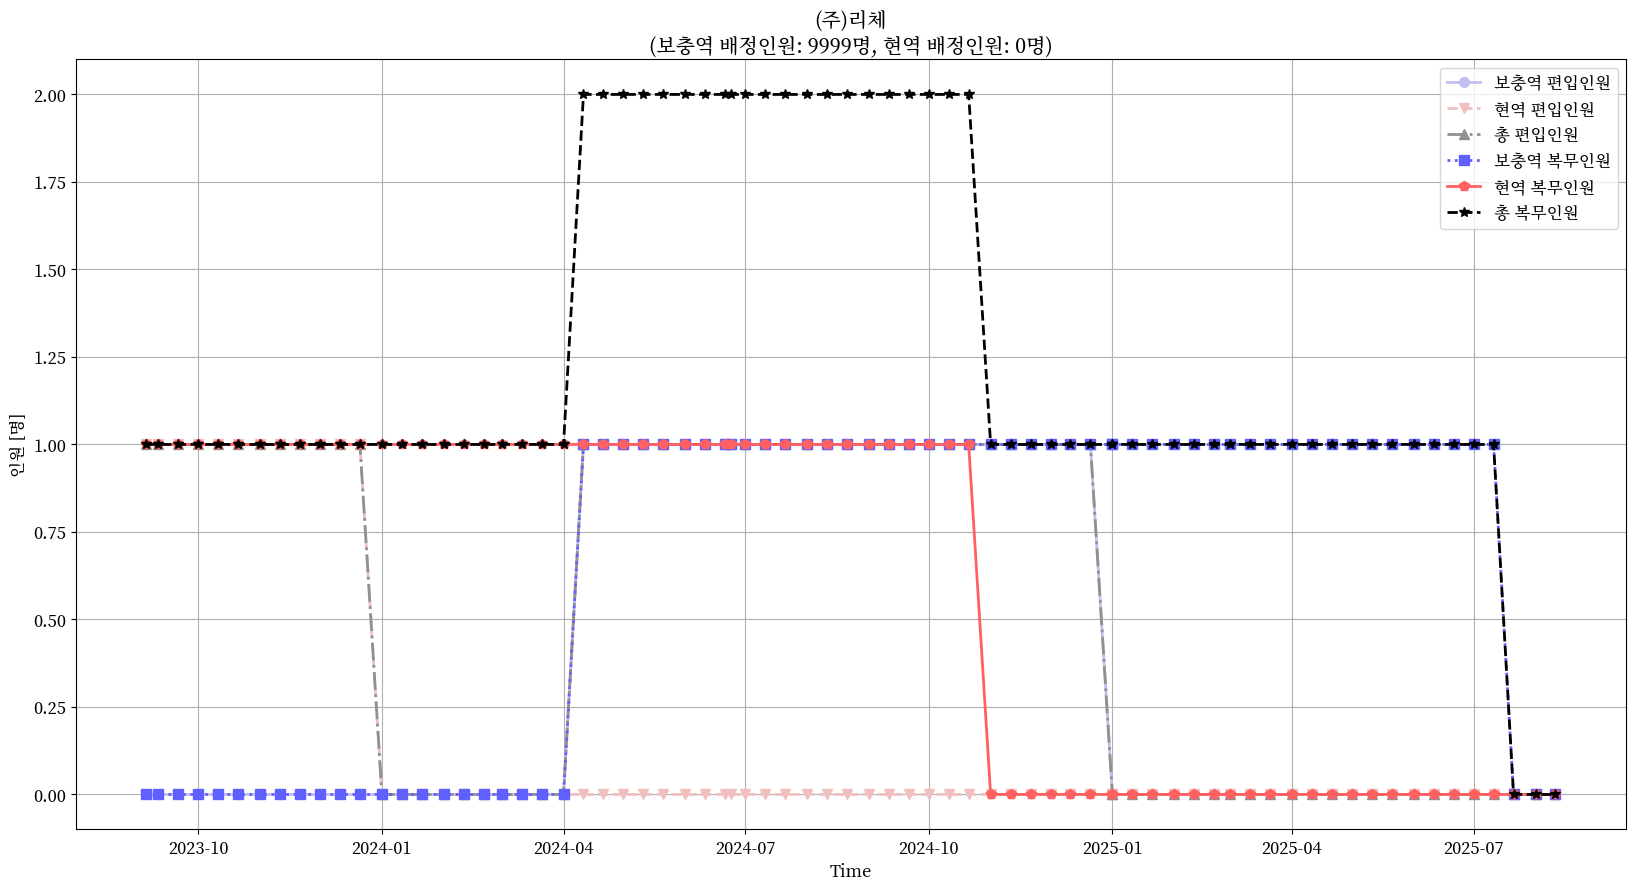 (주)리체
(보충역 배정인원: 9999명, 현역 배정인원: 0명)
보충역 편입인원
현역 편입인원
총 편입인원
보충역 복무인원
현역 복무인원
총 복무인원
인원 [명]
2.00
1.75
1.50
1.25
1.00
0.75
0.50
0.25
0.00
2023-10
2024-01
2024-04
2024-07
2024-10
2025-01
2025-04
2025-07
Time